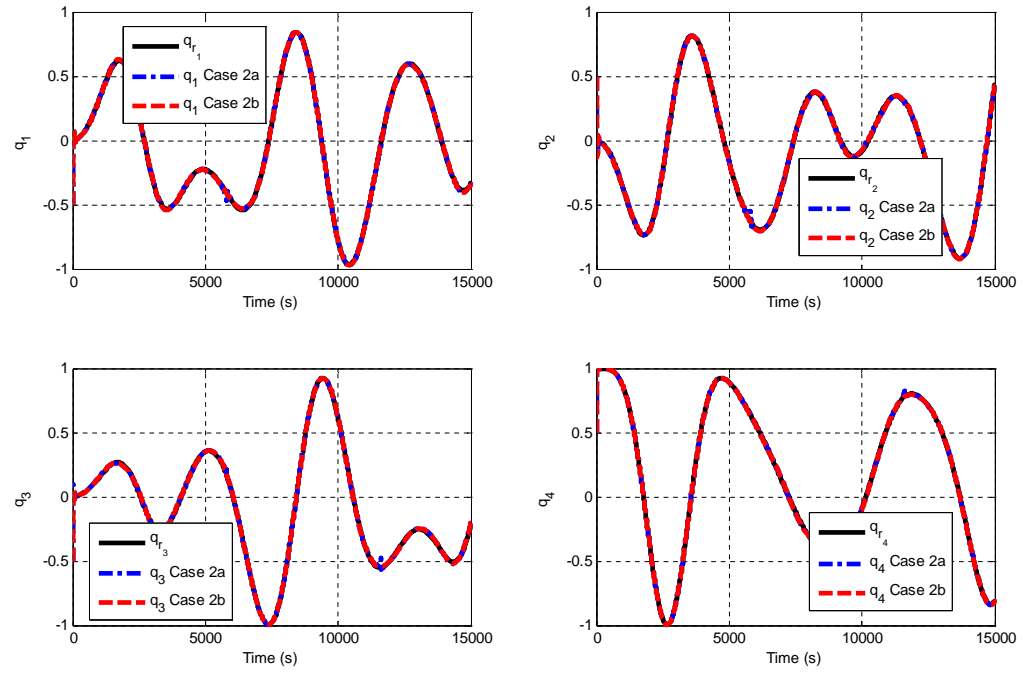 1
0.5
0
-0.5
-1
q1
0 5000 10000 15000
Time (s)
qr1
q1 Case 2a
q1 Case 2b
1
0.5
0
-0.5
-1
q2
0 5000 10000 15000
Time (s)
qr2
q2 Case 2a
q2 Case 2b
1
0.5
0
-0.5
-1
q3
0 5000 10000 15000
Time (s)
qr3
q3 Case 2a
q3 Case 2b
1
0.5
0
-0.5
-1
q4
0 5000 10000 15000
Time (s)
qr4
q4 Case 2a
q4 Case 2b